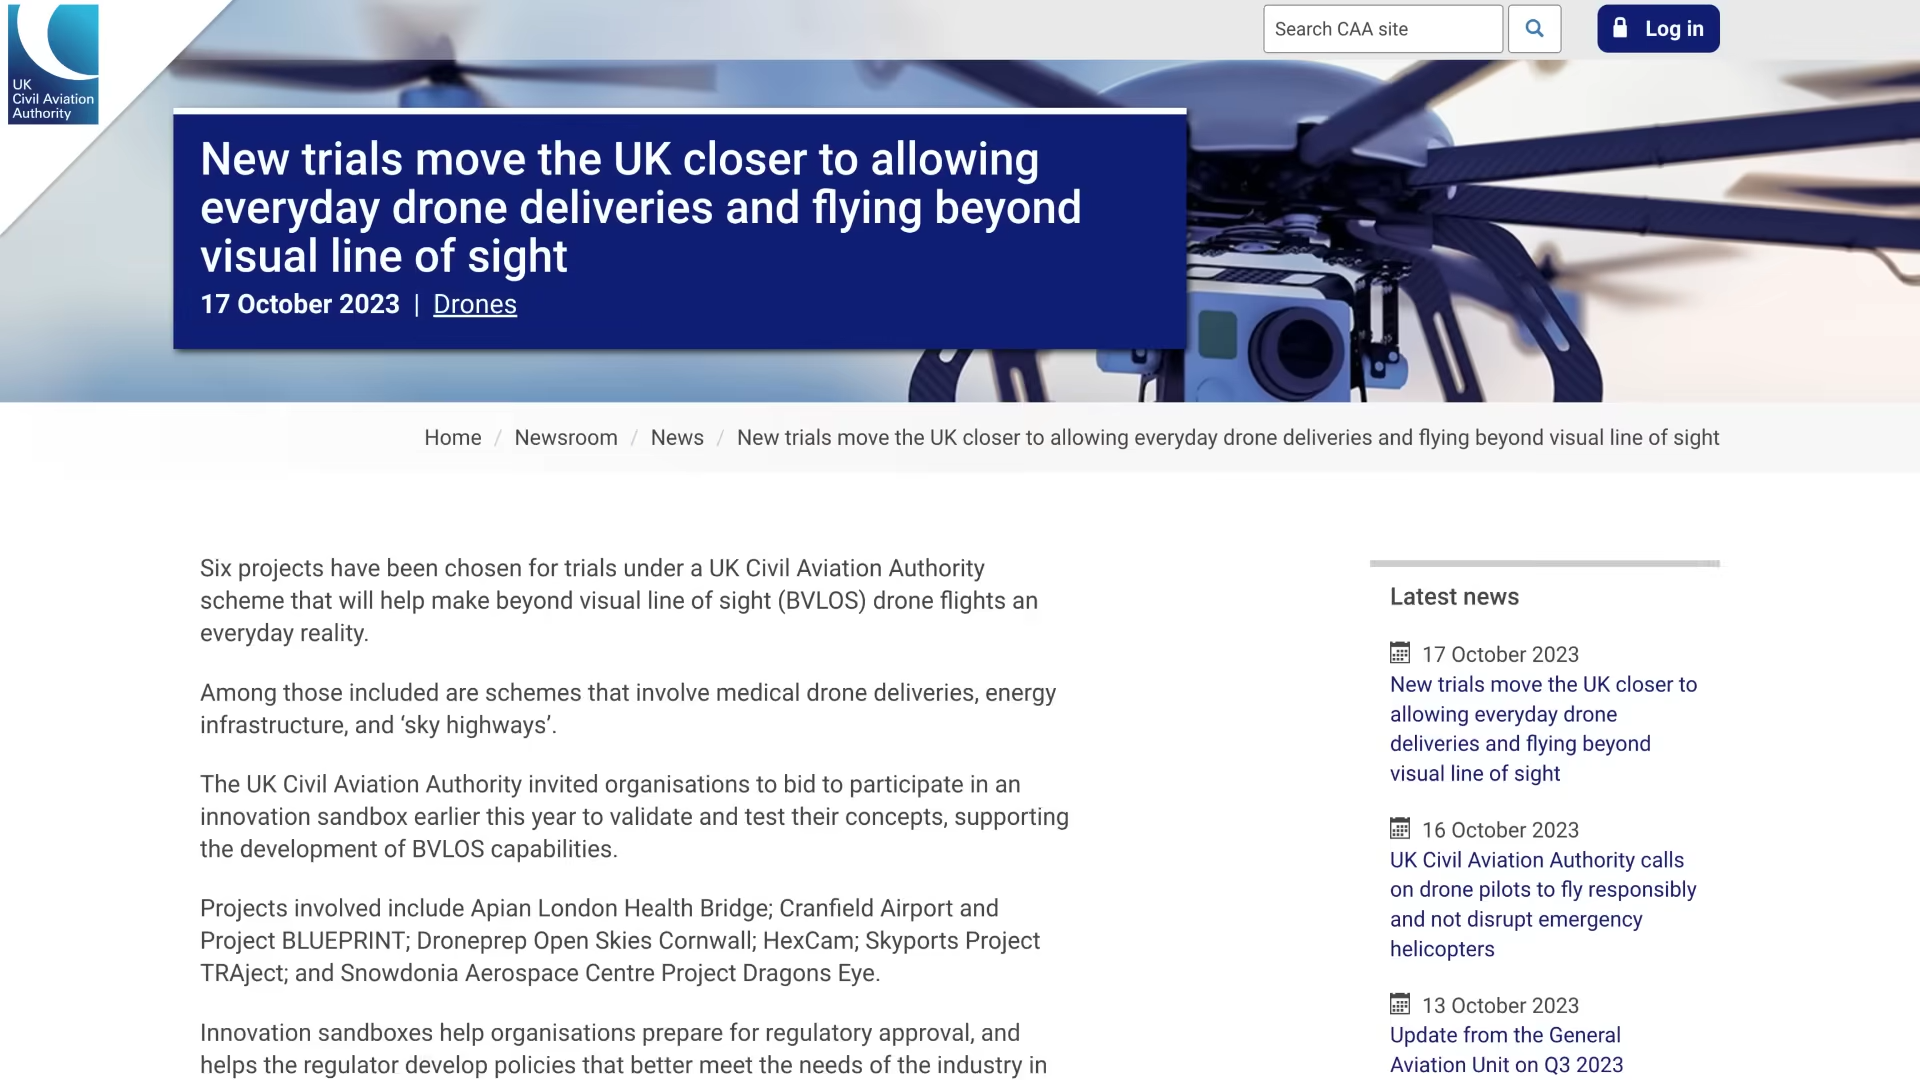 UK
Civil Aviation
Authority
Search CAA site
Log in
New trials move the UK closer to allowing
everyday drone deliveries and flying beyond
visual line of sight
17 October 2023 | Drones
Home / Newsroom / News / New trials move the UK closer to allowing everyday drone deliveries and flying beyond visual line of sight
Six projects have been chosen for trials under a UK Civil Aviation Authority
scheme that will help make beyond visual line of sight (BVLOS) drone flights an
everyday reality.
Among those included are schemes that involve medical drone deliveries, energy
infrastructure, and ‘sky highways’.
The UK Civil Aviation Authority invited organisations to bid to participate in an
innovation sandbox earlier this year to validate and test their concepts, supporting
the development of BVLOS capabilities.
Projects involved include Apian London Health Bridge; Cranfield Airport and
Project BLUEPRINT; Droneprep Open Skies Cornwall; HexCam; Skyports Project
TRAject; and Snowdonia Aerospace Centre Project Dragons Eye.
Innovation sandboxes help organisations prepare for regulatory approval, and
helps the regulator develop policies that better meet the needs of the industry in
Latest news
17 October 2023
New trials move the UK closer to
allowing everyday drone
deliveries and flying beyond
visual line of sight
16 October 2023
UK Civil Aviation Authority calls
on drone pilots to fly responsibly
and not disrupt emergency
helicopters
13 October 2023
Update from the General
Aviation Unit on Q3 2023